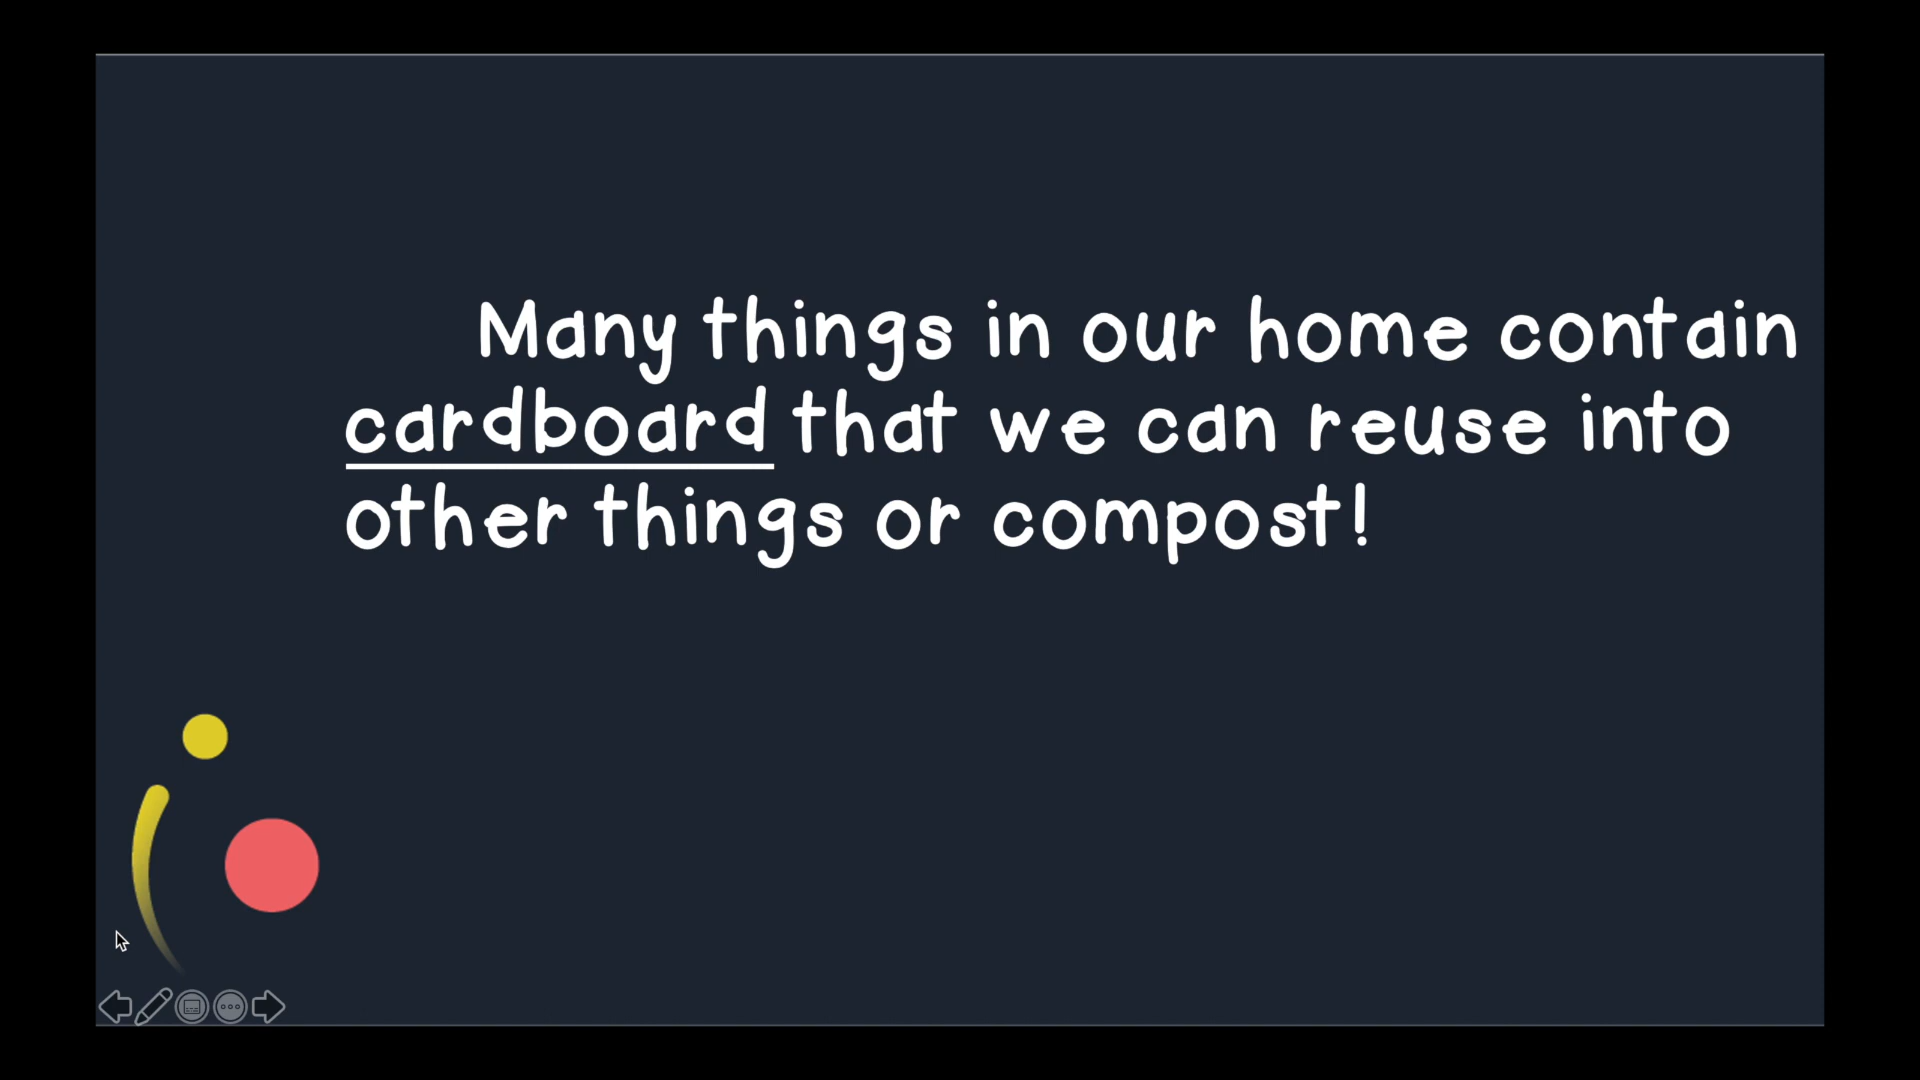 Many things in our home contain
cardboard that we can reuse into
other things or compost!